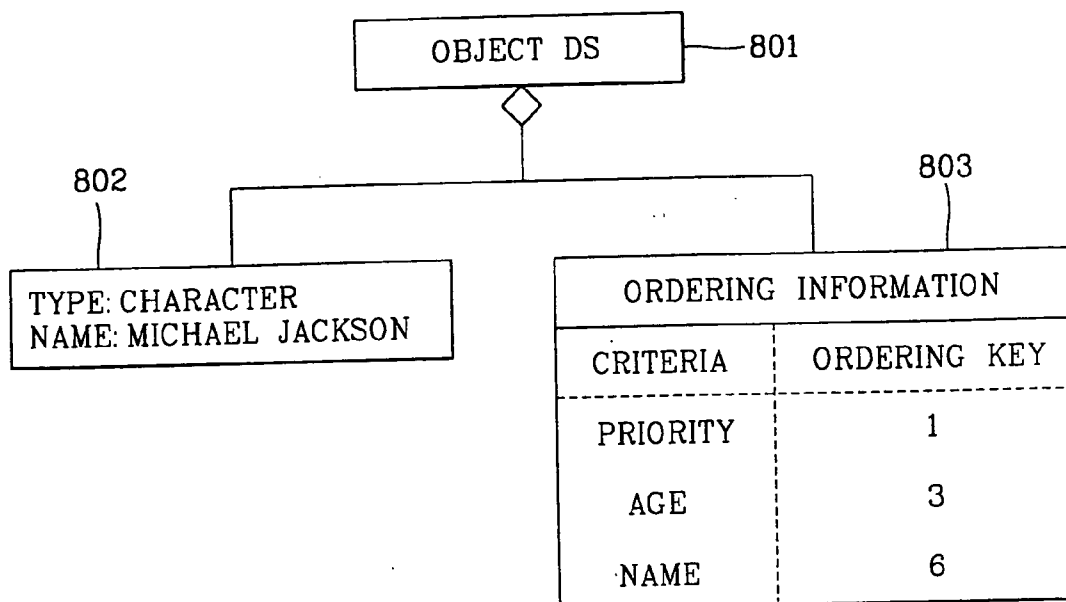 OBJECT DS
801
802
803
TYPE: CHARACTER
NAME: MICHAEL JACKSON
ORDERING INFORMATION
CRITERIA ORDERING KEY
PRIORITY 1
AGE 3
NAME 6